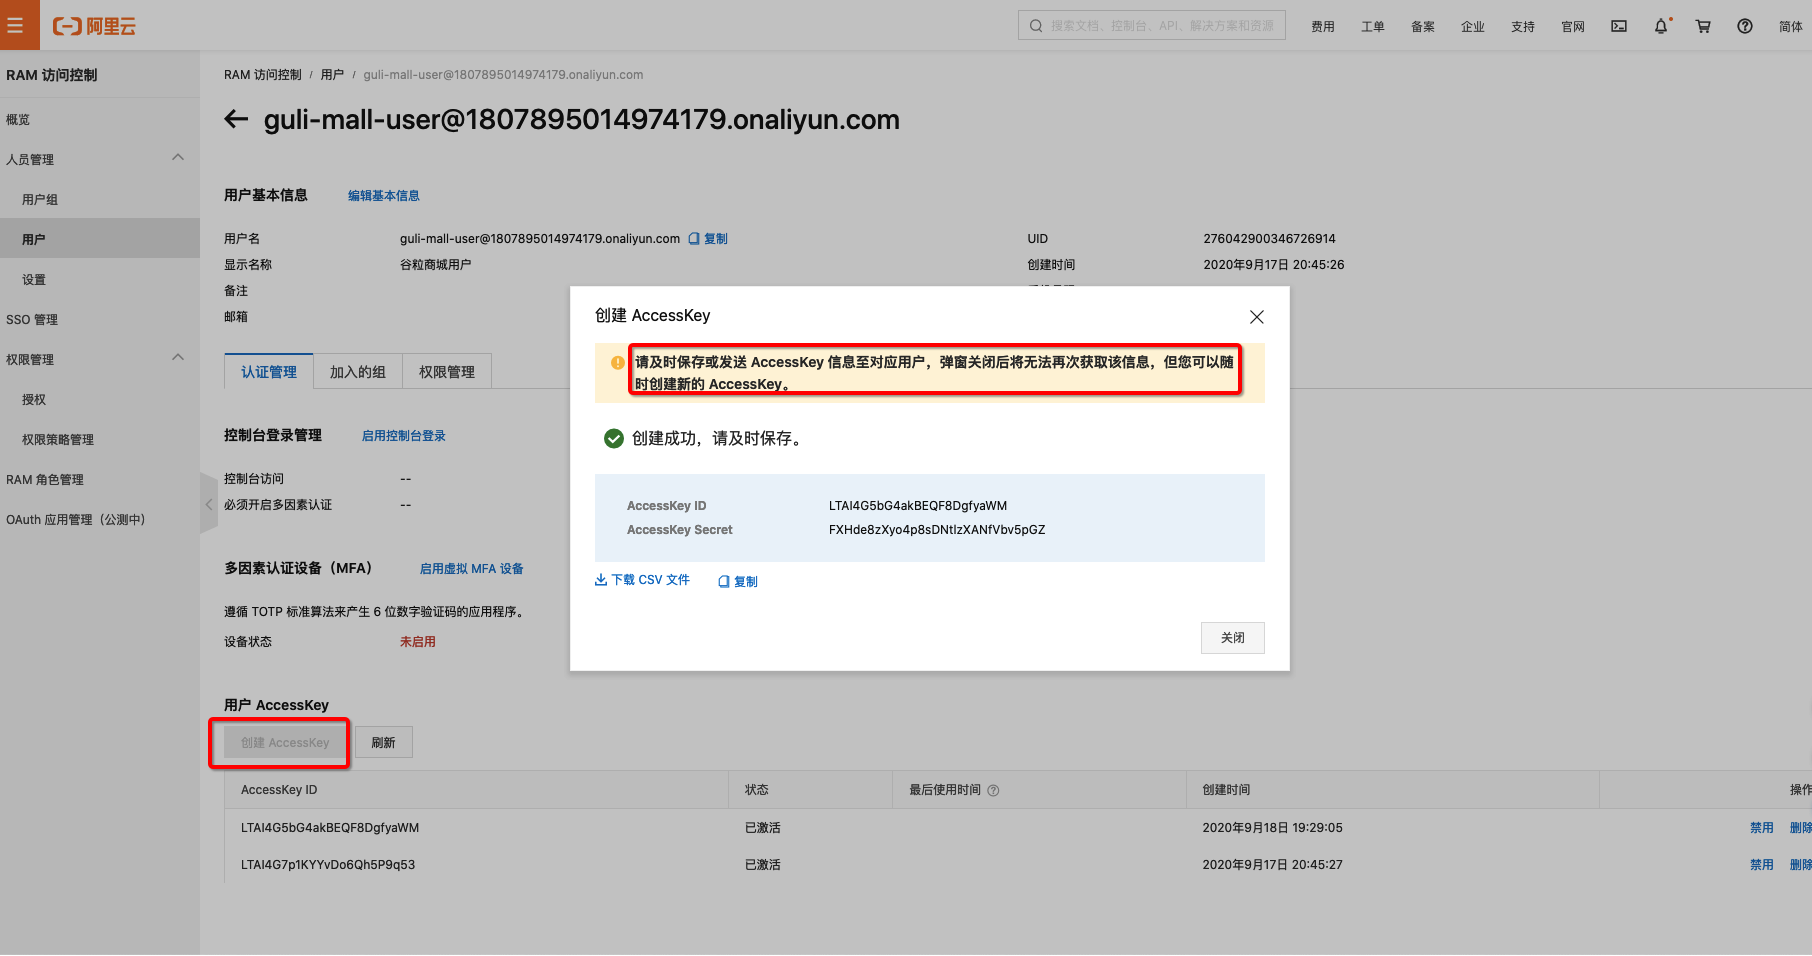 阿里云
搜索文档、控制台、API、解决方案和资源
费用 工单 备案 企业 支持 官网 简体
RAM 访问控制
概览
人员管理
用户组
用户
设置
SSO 管理
权限管理
授权
权限策略管理
RAM 角色管理
OAuth 应用管理（公测中）
RAM 访问控制 / 用户 / guli-mall-user@1807895014974179.onaliyun.com
guli-mall-user@1807895014974179.onaliyun.com
用户基本信息 编辑基本信息
用户名 guli-mall-user@1807895014974179.onaliyun.com 复制 UID 276042900346726914
显示名称 谷粒商城用户 创建时间 2020年9月17日 20:45:26
备注
邮箱
认证管理 加入的组 权限管理
控制台登录管理 启用控制台登录
控制台访问 --
必须开启多因素认证 --
多因素认证设备（MFA） 启用虚拟 MFA 设备
遵循 TOTP 标准算法来产生 6 位数字验证码的应用程序。
设备状态 未启用
用户 AccessKey
创建 AccessKey 刷新
AccessKey ID 状态 最后使用时间 创建时间 操作
LTAI4G5bG4akBEQF8DgfyaWM 已激活 2020年9月18日 19:29:05 禁用 删除
LTAI4G7p1KYYvDo6Qh5P9q53 已激活 2020年9月17日 20:45:27 禁用 删除
创建 AccessKey
请及时保存或发送 AccessKey 信息至对应用户，弹窗关闭后将无法再次获取该信息，但您可以随
时创建新的 AccessKey。
创建成功，请及时保存。
AccessKey ID LTAI4G5bG4akBEQF8DgfyaWM
AccessKey Secret FXHde8zXyo4p8sDNtIzXANfVbv5pGZ
下载 CSV 文件 复制
关闭